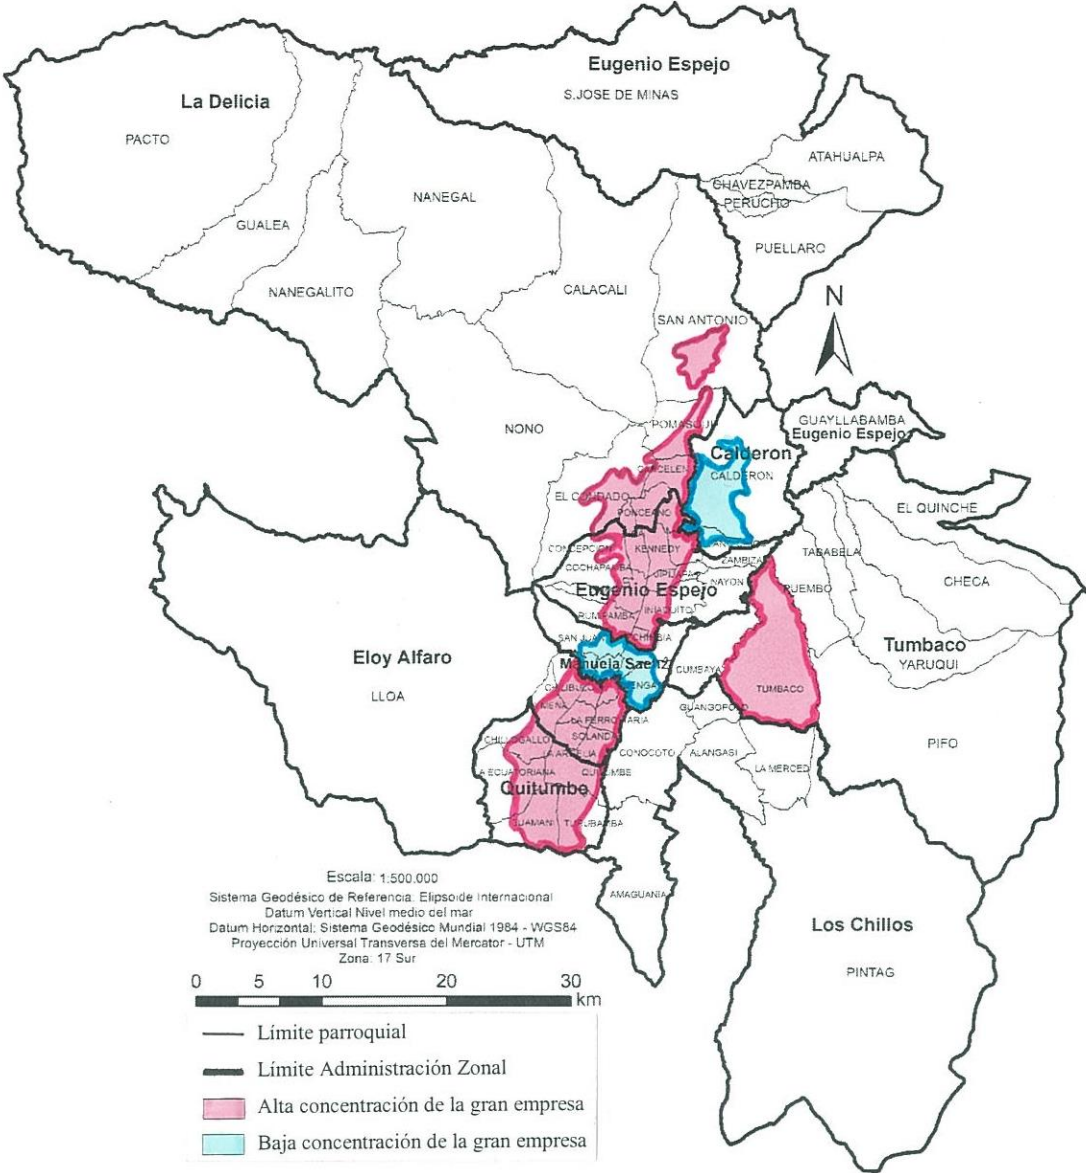 Eugenio Espejo
S.JOSE DE MINAS
La Delicia
PACTO
ATAHUALPA
CHAVEZPAMBA
PERUCHO
NANEGAL
GUALEA
PUELLARO
NANEGALITO
CALACALI
N
SAN ANTONIO
NONO
POMASQUI
GUAYLLABAMBA
Eugenio Espejo
Calderon
CALDERON
CARCELEN
EL CONDADO
PONCEANO
EL QUINCHE
CONCEPCION
KENNEDY
TABABELA
COCHAPAMBA
ZAMBIZA
CHECA
JIPIJAPA
NAYON
PUEMBO
Eugenio Espejo
RUMIPAMBA
INIAQUITO
SAN JUAN
ITCHIMBIA
Tumbaco
YARUQUI
Eloy Alfaro
Manuela Saenz
CUMBAYA
LLOA
CHILIBULO
TUMBACO
MENA
GUANGOPOLO
LA FERROVIARIA
SOLANDA
CHILLOGALLO
LA ARGELIA
CONOCOTO
ALANGASI
PIFO
LA MERCED
LA ECUATORIANA
QUITUMBE
Quitumbe
GUAMANI
TURUBAMBA
AMAGUANIA
Los Chillos
PINTAG
Escala: 1:500.000
Sistema Geodésico de Referencia: Elipsoide Internacional
Datum Vertical Nivel medio del mar
Datum Horizontal: Sistema Geodésico Mundial 1984 - WGS84
Proyección Universal Transversa del Mercator - UTM
Zona: 17 Sur
0 5 10 20 30
km
Límite parroquial
Límite Administración Zonal
Alta concentración de la gran empresa
Baja concentración de la gran empresa